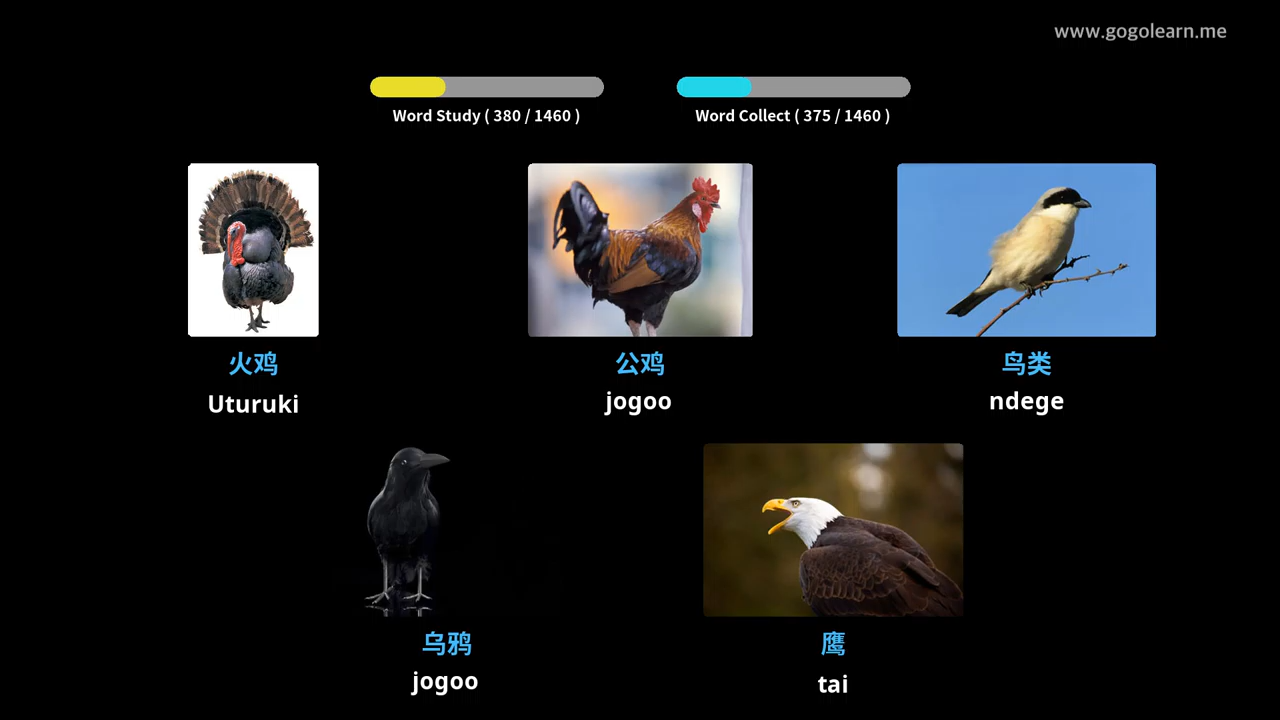 www.gogolearn.me
Word Study ( 380 / 1460 )
Word Collect ( 375 / 1460 )
火鸡
公鸡
鸟类
Uturuki
jogoo
ndege
乌鸦
鹰
jogoo
tai